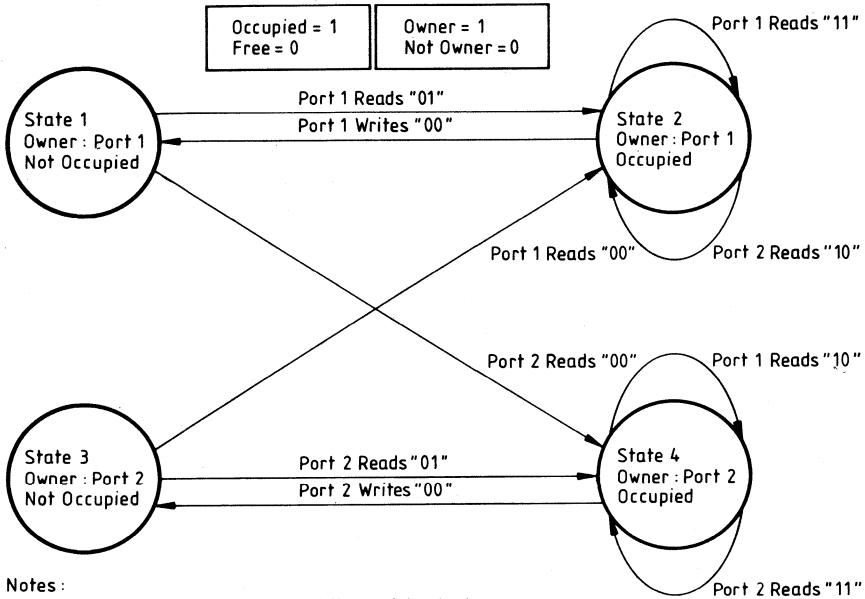 Occupied = 1
Free = 0
Owner = 1
Not Owner = 0
Port 1 Reads "11"
State 1
Owner : Port 1
Not Occupied
Port 1 Reads "01"
Port 1 Writes "00"
State 2
Owner : Port 1
Occupied
Port 1 Reads "00"
Port 2 Reads "10"
Port 2 Reads "00"
Port 1 Reads "10"
State 3
Owner : Port 2
Not Occupied
Port 2 Reads "01"
Port 2 Writes "00"
State 4
Owner : Port 2
Occupied
Notes :
Port 2 Reads "11"